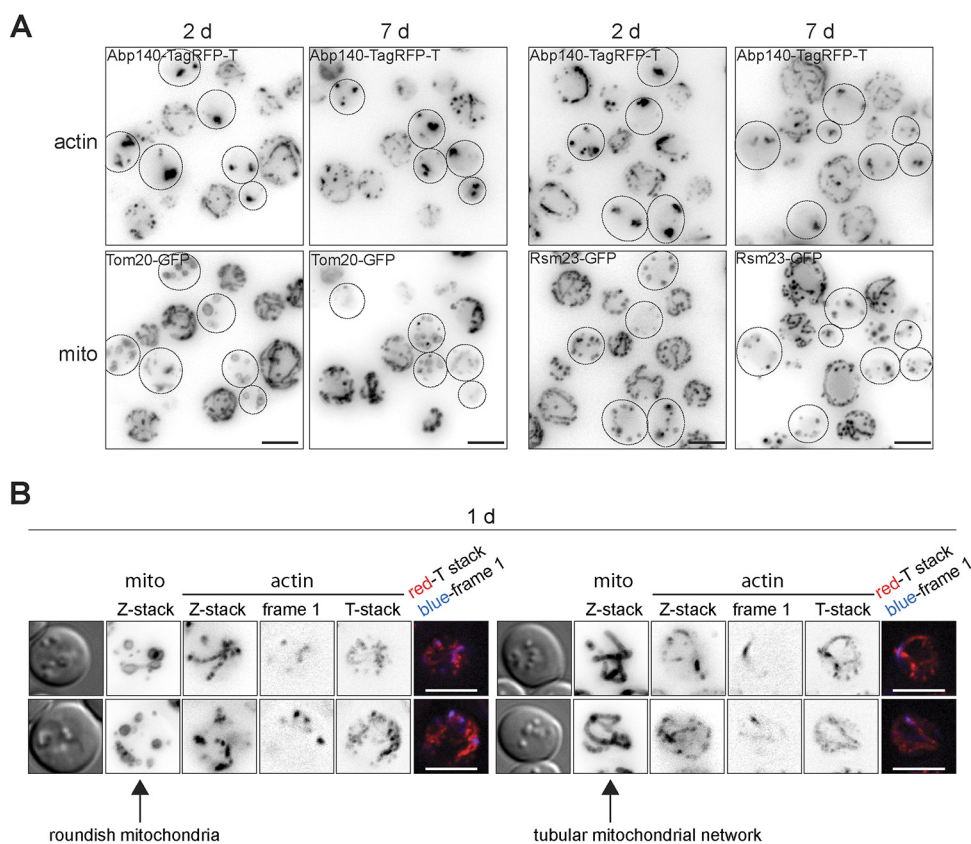 A
2 d
7 d
2 d
7 d
actin
Abp140-TagRFP-T
Abp140-TagRFP-T
Abp140-TagRFP-T
Abp140-TagRFP-T
mito
Tom20-GFP
Tom20-GFP
Rsm23-GFP
Rsm23-GFP
B
1 d
mito
actin
red-T stack
blue-frame 1
mito
actin
red-T stack
blue-frame 1
Z-stack
Z-stack
frame 1
T-stack
Z-stack
Z-stack
frame 1
T-stack
roundish mitochondria
tubular mitochondrial network